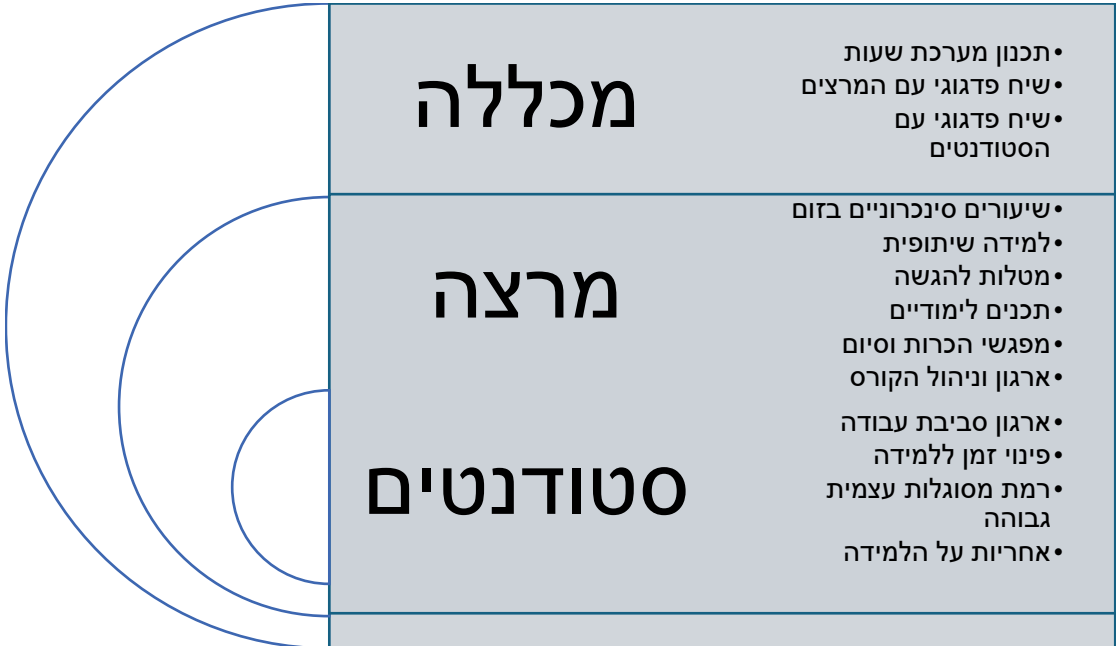 מכללה
•תכנון מערכת שעות
•שיח פדגוגי עם המרצים
•שיח פדגוגי עם
הסטודנטים
מרצה
•שיעורים סינכרוניים בזום
•למידה שיתופית
•מטלות להגשה
•תכנים לימודיים
•מפגשי הכרות וסיום
•ארגון וניהול הקורס
סטודנטים
•ארגון סביבת עבודה
•פינוי זמן ללמידה
•רמת מסוגלות עצמית
גבוהה
•אחריות על הלמידה